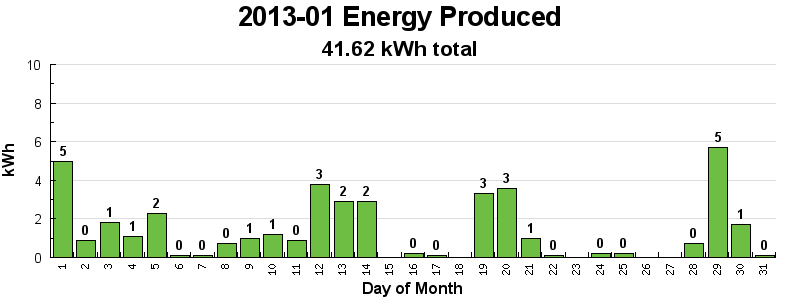 2013-01 Energy Produced
41.62 kWh total
kWh
10
8
6
4
2
0
5 0 1 1 2 0 0 0 1 1 0 3 2 2 0 0 3 3 1 0 0 0 0 5 1 0
1 2 3 4 5 6 7 8 9 10 11 12 13 14 15 16 17 18 19 20 21 22 23 24 25 26 27 28 29 30 31
Day of Month